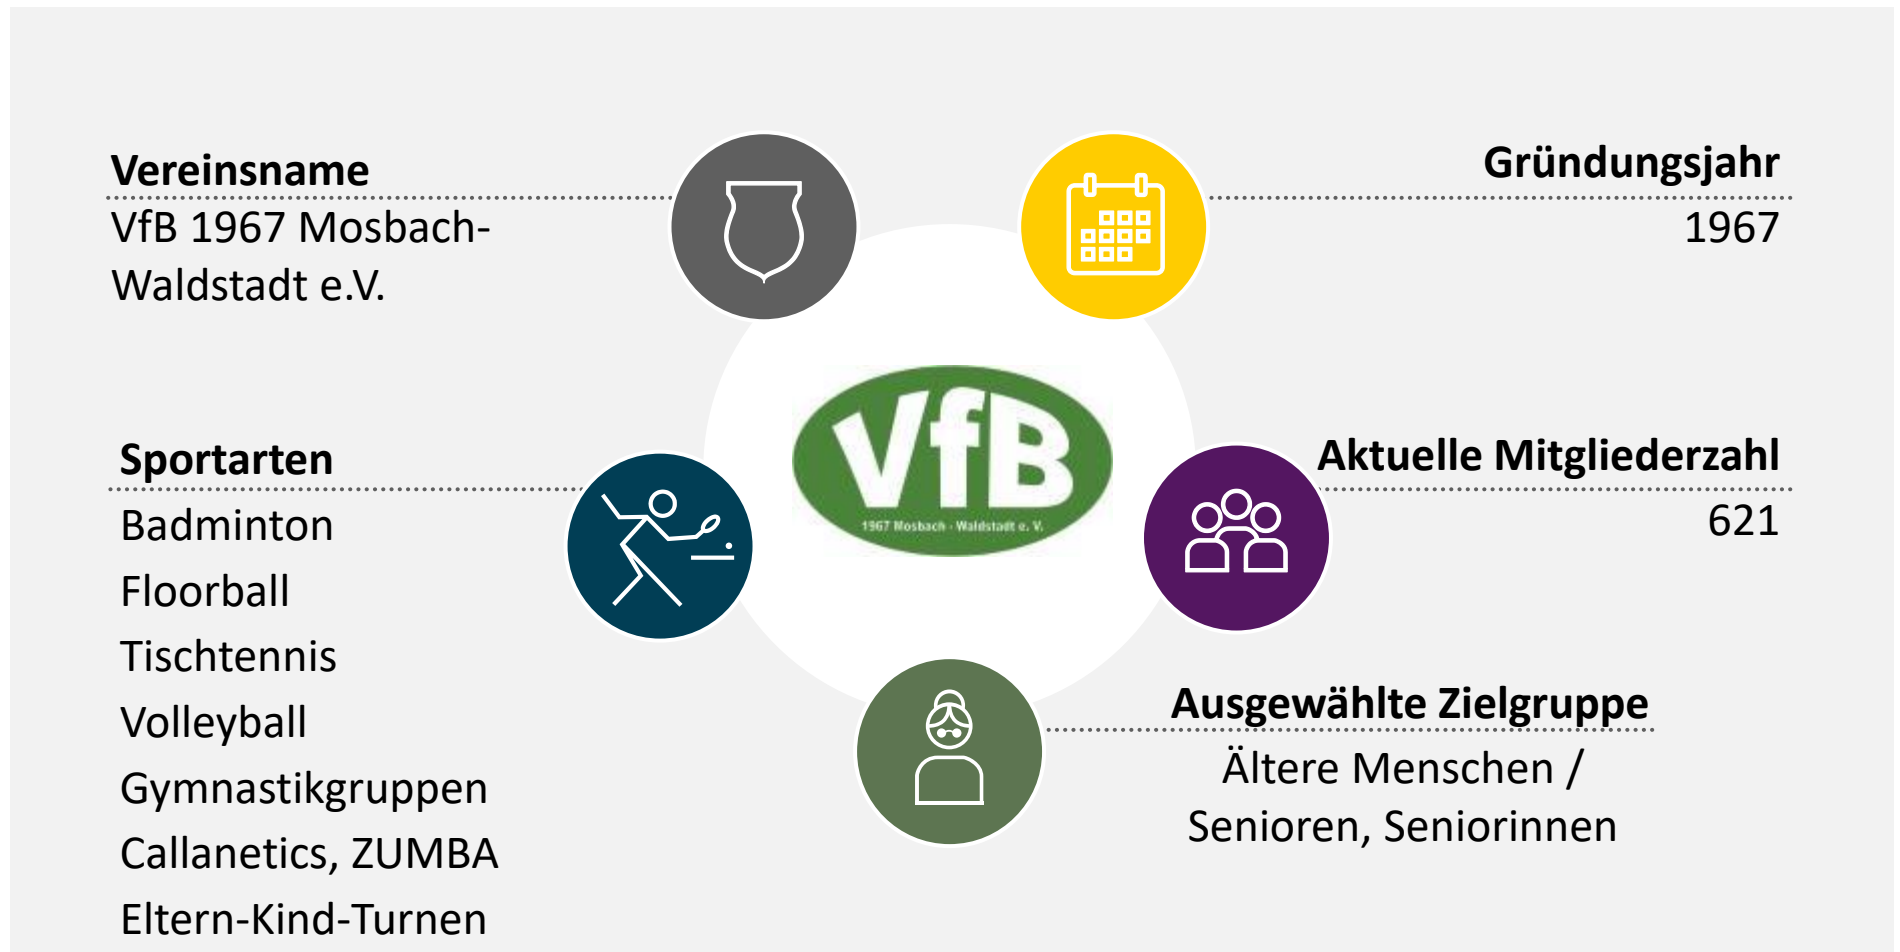 Vereinsname
VfB 1967 Mosbach-
Waldstadt e.V.
Gründungsjahr
1967
VfB
1967 Mosbach - Waldstadt e. V.
Sportarten
Badminton
Floorball
Tischtennis
Volleyball
Gymnastikgruppen
Callanetics, ZUMBA
Eltern-Kind-Turnen
Aktuelle Mitgliederzahl
621
Ausgewählte Zielgruppe
Ältere Menschen /
Senioren, Seniorinnen